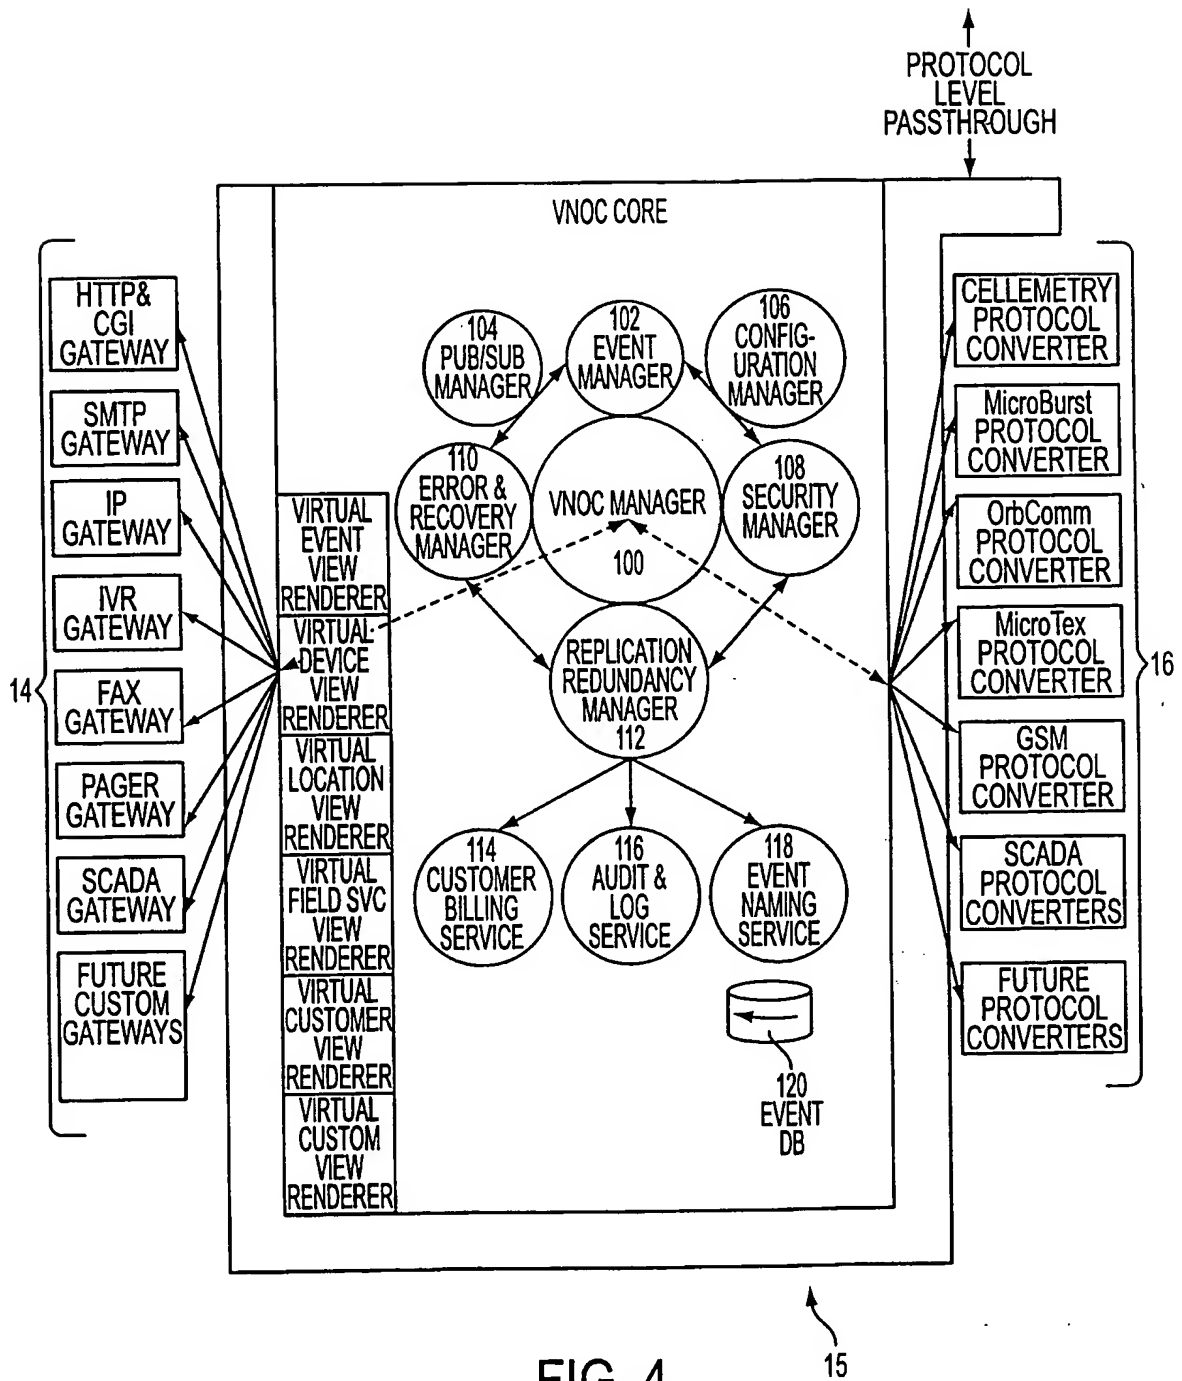 PROTOCOL
LEVEL
PASSTHROUGH
VNOC CORE
14
HTTP&
CGI
GATEWAY
SMTP
GATEWAY
IP
GATEWAY
IVR
GATEWAY
FAX
GATEWAY
PAGER
GATEWAY
SCADA
GATEWAY
FUTURE
CUSTOM
GATEWAYS
VIRTUAL
EVENT
VIEW
RENDERER
VIRTUAL
DEVICE
VIEW
RENDERER
VIRTUAL
LOCATION
VIEW
RENDERER
VIRTUAL
FIELD SVC
VIEW
RENDERER
VIRTUAL
CUSTOMER
VIEW
RENDERER
VIRTUAL
CUSTOM
VIEW
RENDERER
104
PUB/SUB
MANAGER
102
EVENT
MANAGER
106
CONFIG-
URATION
MANAGER
110
ERROR &
RECOVERY
MANAGER
VNOC MANAGER
100
108
SECURITY
MANAGER
REPLICATION
REDUNDANCY
MANAGER
112
114
CUSTOMER
BILLING
SERVICE
116
AUDIT &
LOG
SERVICE
118
EVENT
NAMING
SERVICE
120
EVENT
DB
CELLEMETRY
PROTOCOL
CONVERTER
MicroBurst
PROTOCOL
CONVERTER
OrbComm
PROTOCOL
CONVERTER
MicroTex
PROTOCOL
CONVERTER
GSM
PROTOCOL
CONVERTER
SCADA
PROTOCOL
CONVERTERS
FUTURE
PROTOCOL
CONVERTERS
16
15
FIG. 4